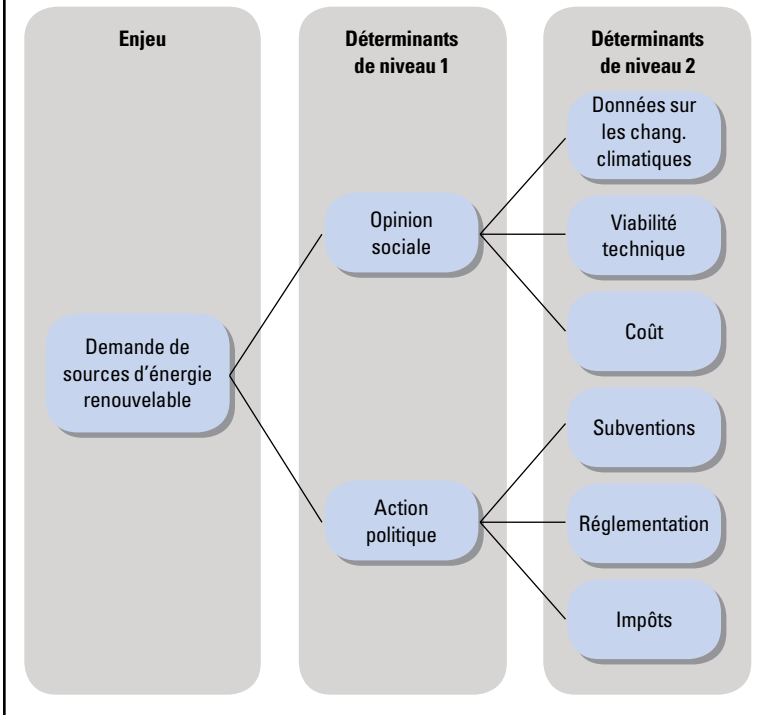 Enjeu
Déterminants
de niveau 1
Déterminants
de niveau 2
Demande de
sources d'énergie
renouvelable
Opinion
sociale
Action
politique
Données sur
les chang.
climatiques
Viabilité
technique
Coût
Subventions
Réglementation
Impôts